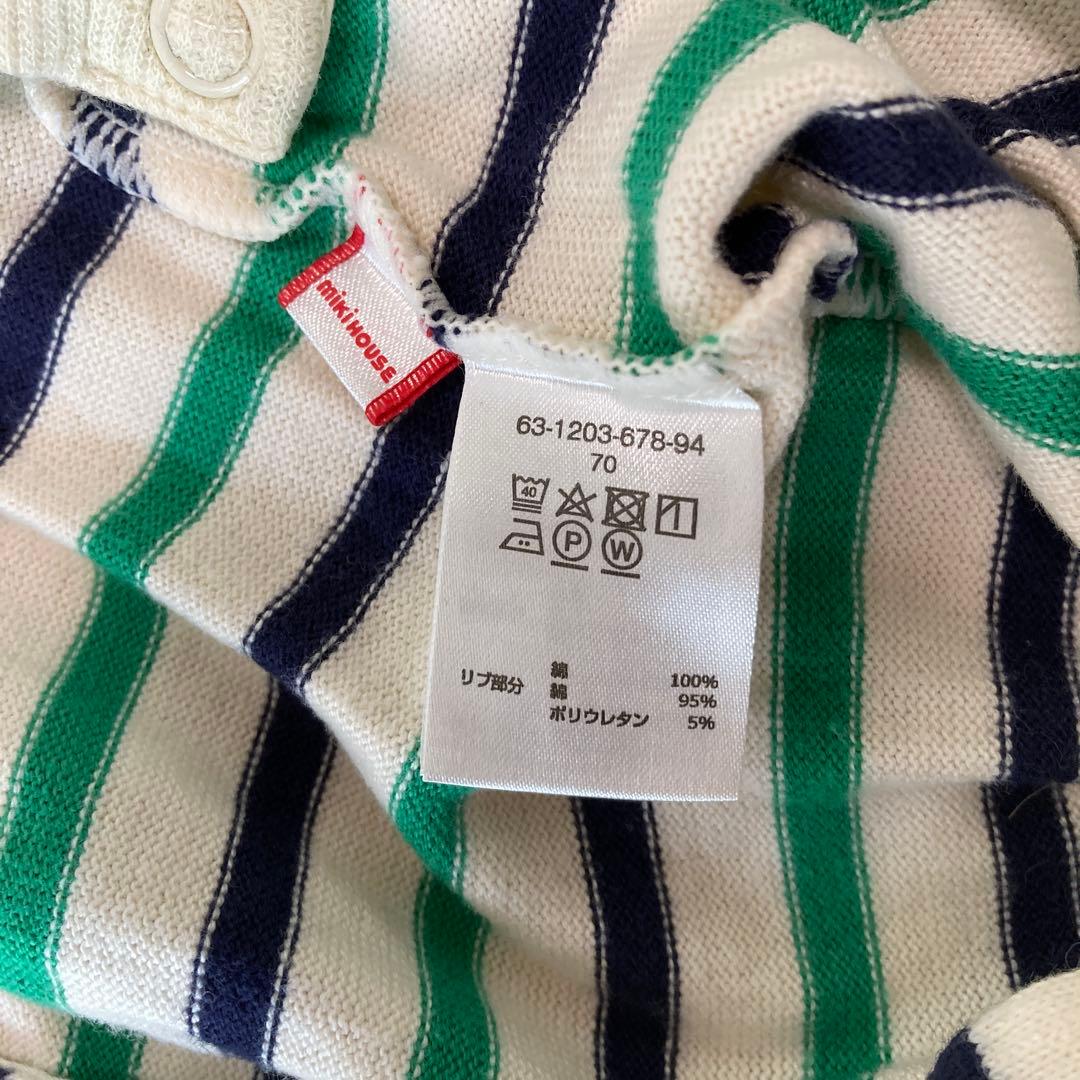 miKiHOUSE
63-1203-678-94
70
40
P W
綿 100%
リブ部分 綿 95%
ポリウレタン 5%